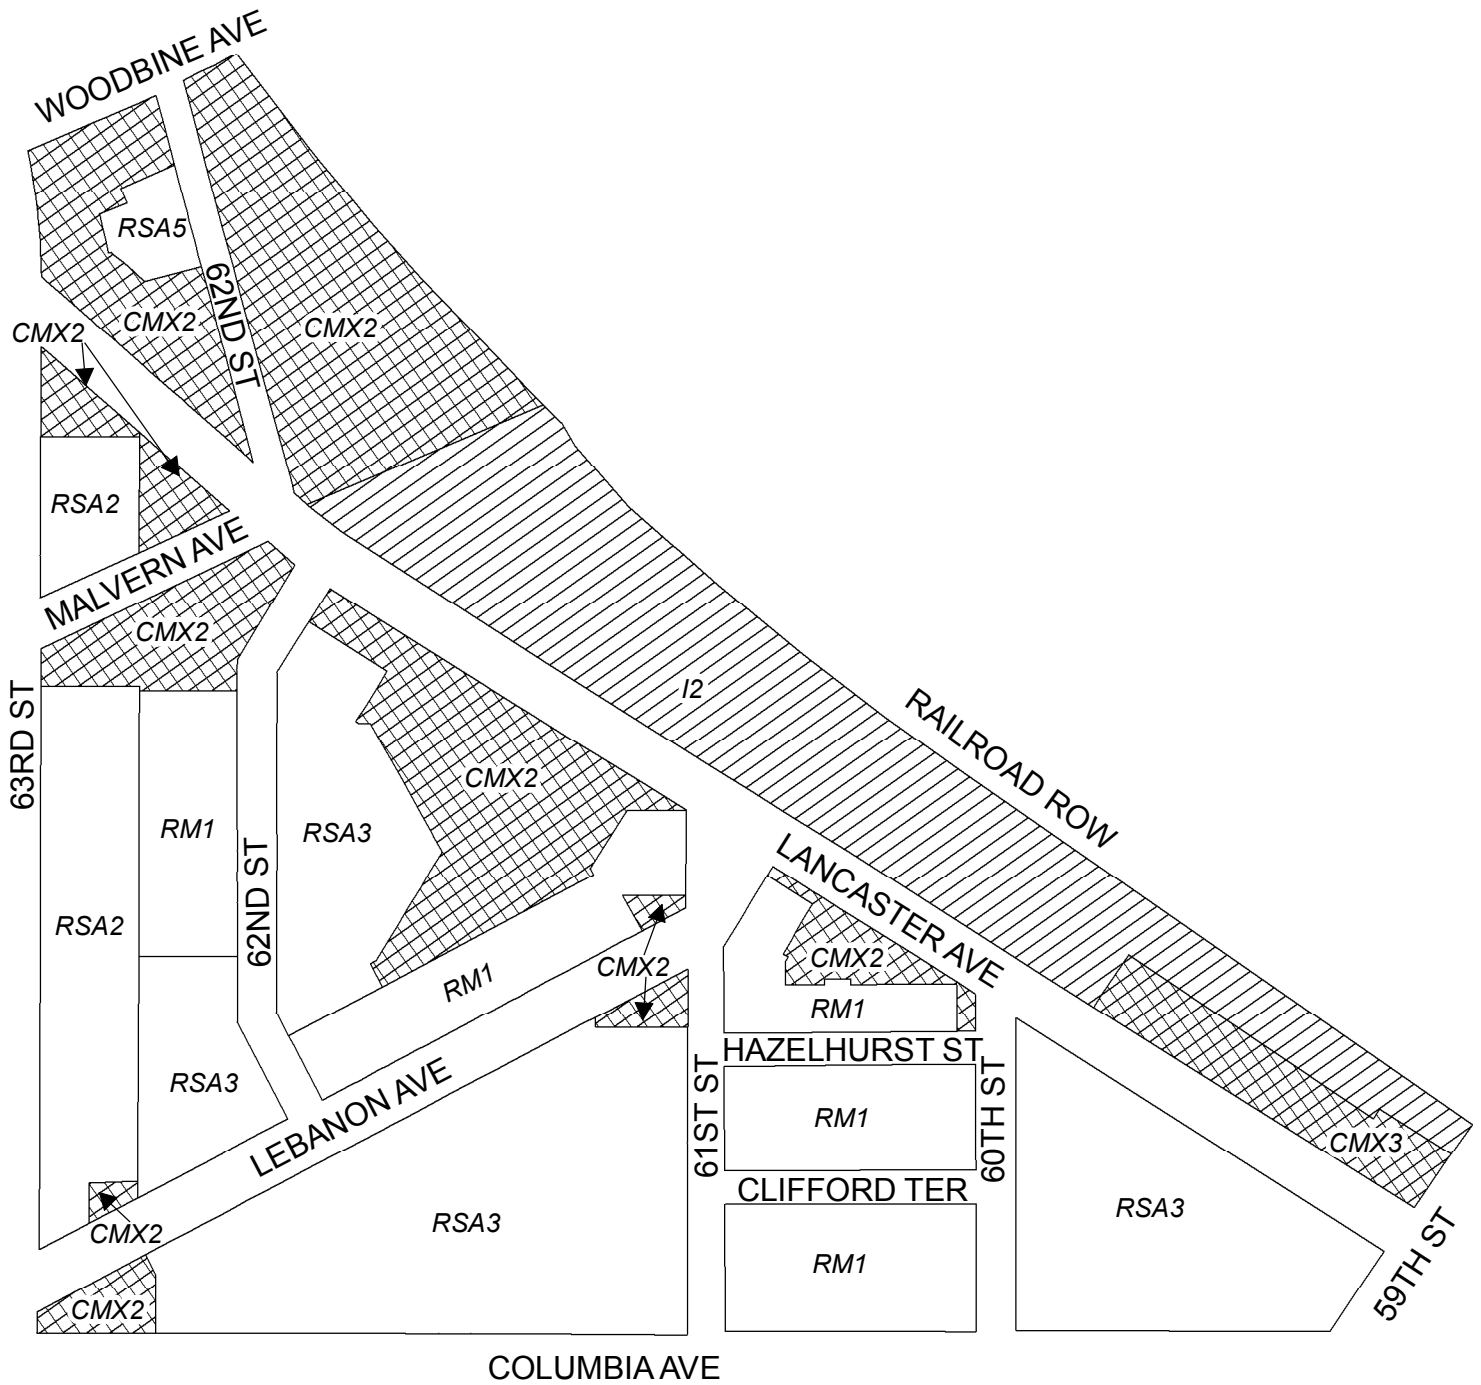 WOODBINE AVE
RSA5
62ND ST
CMX2
CMX2
CMX2
RSA2
MALVERN AVE
CMX2
I2
63RD ST
RAILROAD ROW
CMX2
RM1
RSA3
62ND ST
LANCASTER AVE
RSA2
CMX2
CMX2
RM1
RM1
HAZELHURST ST
RSA3
LEBANON AVE
61ST ST
RM1
60TH ST
CMX3
CLIFFORD TER
RSA3
RSA3
CMX2
RM1
59TH ST
CMX2
COLUMBIA AVE